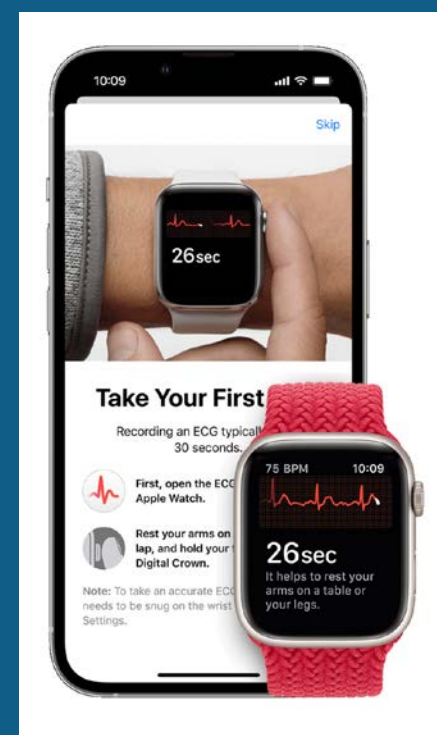 10:09
Skip
26sec
Take Your First
Recording an ECG typically
30 seconds.
First, open the ECG
Apple Watch.
Rest your arms on
lap, and hold your
Digital Crown.
Note: To take an accurate ECG
needs to be snug on the wrist
Settings.
75 BPM 10:09
26sec
It helps to rest your
arms on a table or
your legs.